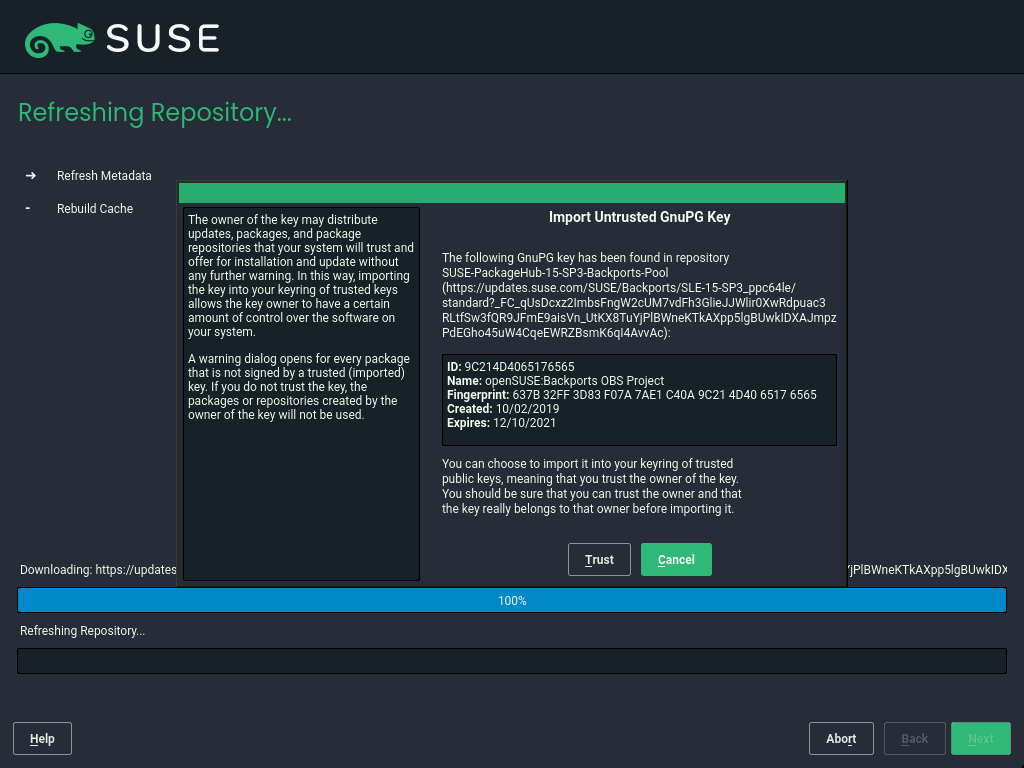 SUSE
Refreshing Repository...
➔ Refresh Metadata
- Rebuild Cache
The owner of the key may distribute
updates, packages, and package
repositories that your system will trust and
offer for installation and update without
any further warning. In this way, importing
the key into your keyring of trusted keys
allows the key owner to have a certain
amount of control over the software on
your system.
A warning dialog opens for every package
that is not signed by a trusted (imported)
key. If you do not trust the key, the
packages or repositories created by the
owner of the key will not be used.
Import Untrusted GnuPG Key
The following GnuPG key has been found in repository
SUSE-PackageHub-15-SP3-Backports-Pool
(https://updates.suse.com/SUSE/Backports/SLE-15-SP3_ppc64le/
standard?_FC_qUsDcxz2ImbsFngW2cUM7vdFh3GlieJJWlir0XwRdpuac3
RLtfSw3fQR9JFmE9aisVn_UtKX8TuYjPlBWneKTkAXpp5lgBUwkIDXAJmpz
PdEGho45uW4CqeEWRZBsmK6qI4AvvAc):
ID: 9C214D4065176565
Name: openSUSE:Backports OBS Project
Fingerprint: 637B 32FF 3D83 F07A 7AE1 C40A 9C21 4D40 6517 6565
Created: 10/02/2019
Expires: 12/10/2021
You can choose to import it into your keyring of trusted
public keys, meaning that you trust the owner of the key.
You should be sure that you can trust the owner and that
the key really belongs to that owner before importing it.
Trust Cancel
Downloading: https://updates YjPlBWneKTkAXpp5lgBUwkIDX
100%
Refreshing Repository...
Help Abort Back Next